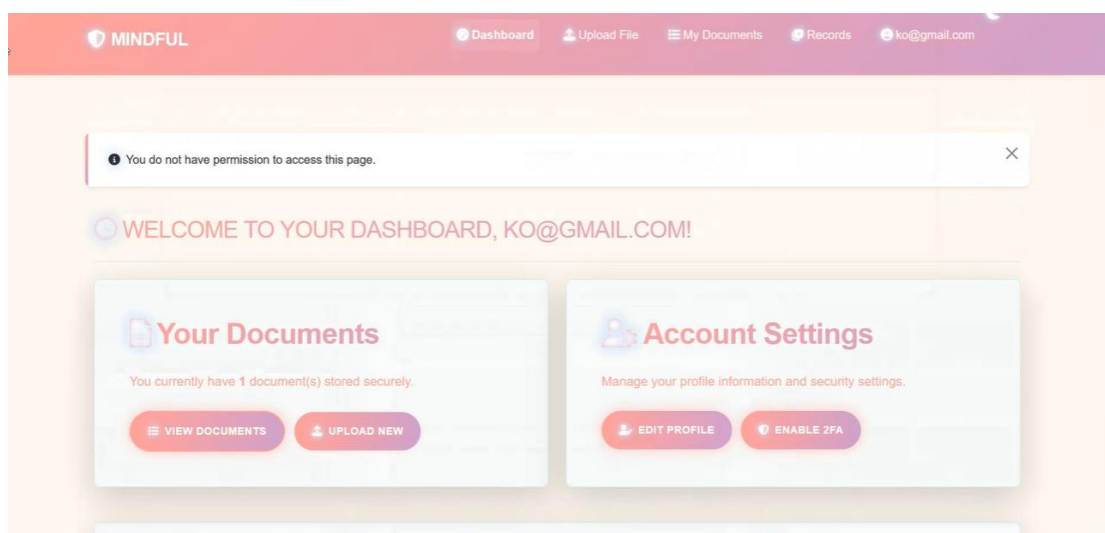 MINDFUL
Dashboard Upload File My Documents Records ko@gmail.com
You do not have permission to access this page.
WELCOME TO YOUR DASHBOARD, KO@GMAIL.COM!
Your Documents
You currently have 1 document(s) stored securely.
VIEW DOCUMENTS UPLOAD NEW
Account Settings
Manage your profile information and security settings.
EDIT PROFILE ENABLE 2FA